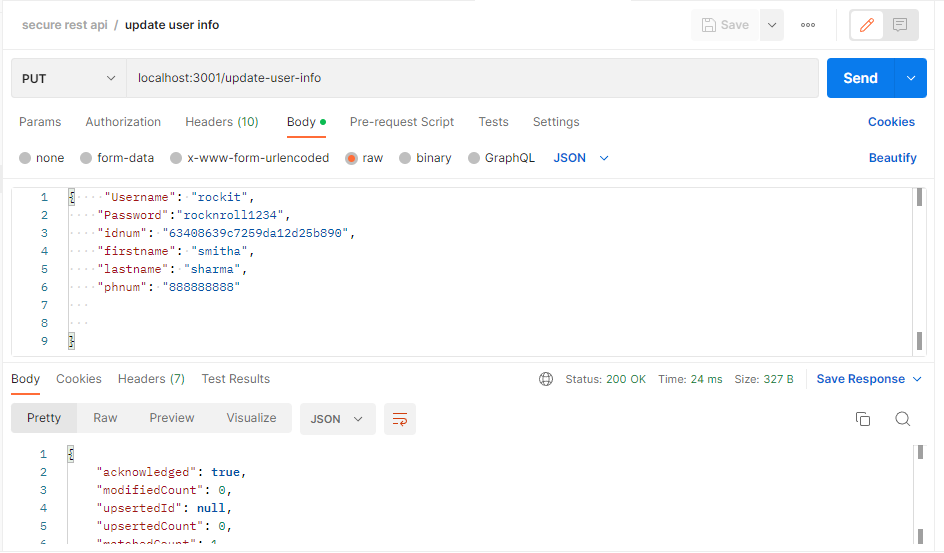 secure rest api / update user info
Save
PUT
localhost:3001/update-user-info
Send
Params Authorization Headers (10) Body Pre-request Script Tests Settings Cookies
none form-data x-www-form-urlencoded raw binary GraphQL JSON Beautify
1 { "Username": "rockit",
2 "Password":"rocknroll1234",
3 "idnum": "63408639c7259da12d25b890",
4 "firstname": "smitha",
5 "lastname": "sharma",
6 "phnum": "888888888"
7
8
9 }
Body Cookies Headers (7) Test Results Status: 200 OK Time: 24 ms Size: 327 B Save Response
Pretty Raw Preview Visualize JSON
1 {
2 "acknowledged": true,
3 "modifiedCount": 0,
4 "upsertedId": null,
5 "upsertedCount": 0,
6 "matchedCount": 1